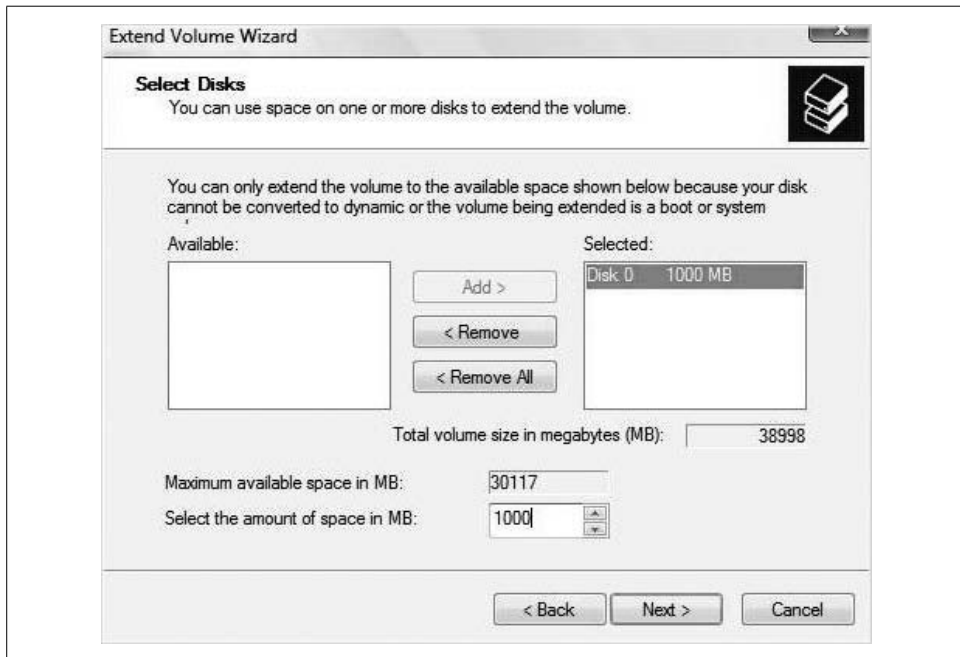 Extend Volume Wizard
Select Disks
You can use space on one or more disks to extend the volume.
You can only extend the volume to the available space shown below because your disk
cannot be converted to dynamic or the volume being extended is a boot or system
Available:
Selected:
Disk 0 1000 MB
Add >
< Remove
< Remove All
Total volume size in megabytes (MB): 38998
Maximum available space in MB: 30117
Select the amount of space in MB: 1000
< Back Next > Cancel